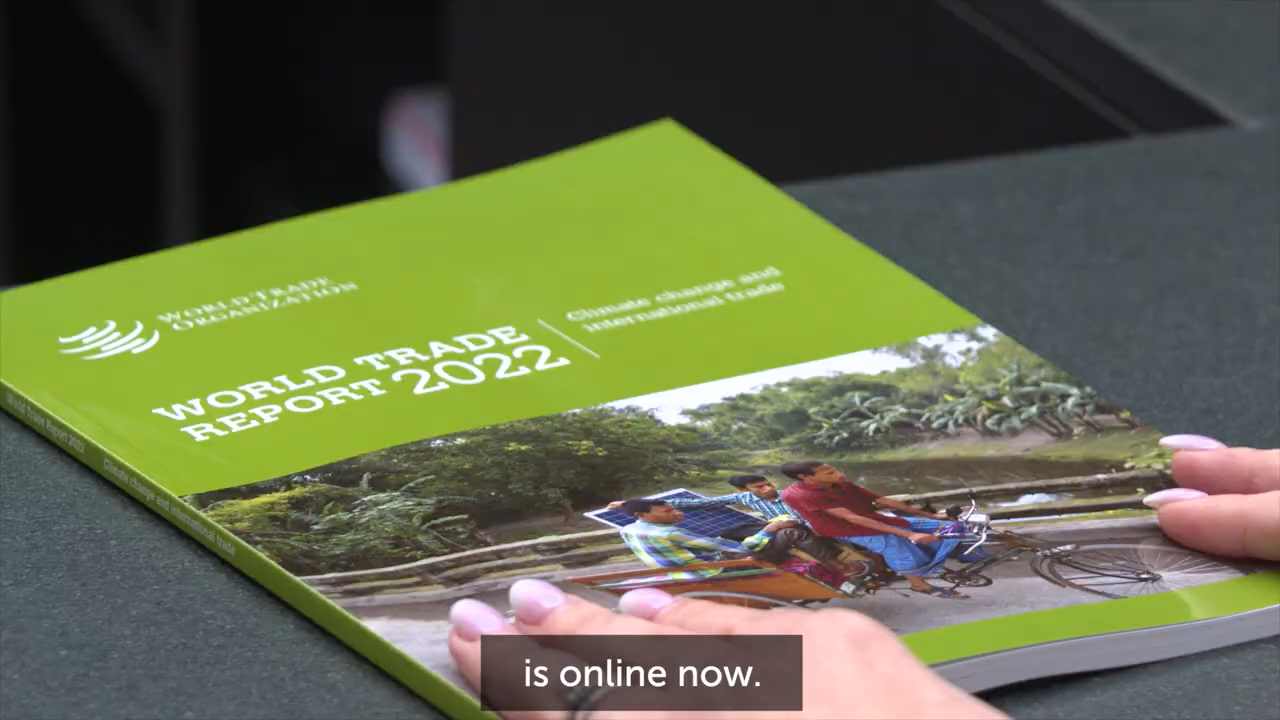 WORLD TRADE
ORGANIZATION
WORLD TRADE
REPORT 2022
Climate change and
international trade
World Trade Report 2022
Climate change and international trade
is online now.